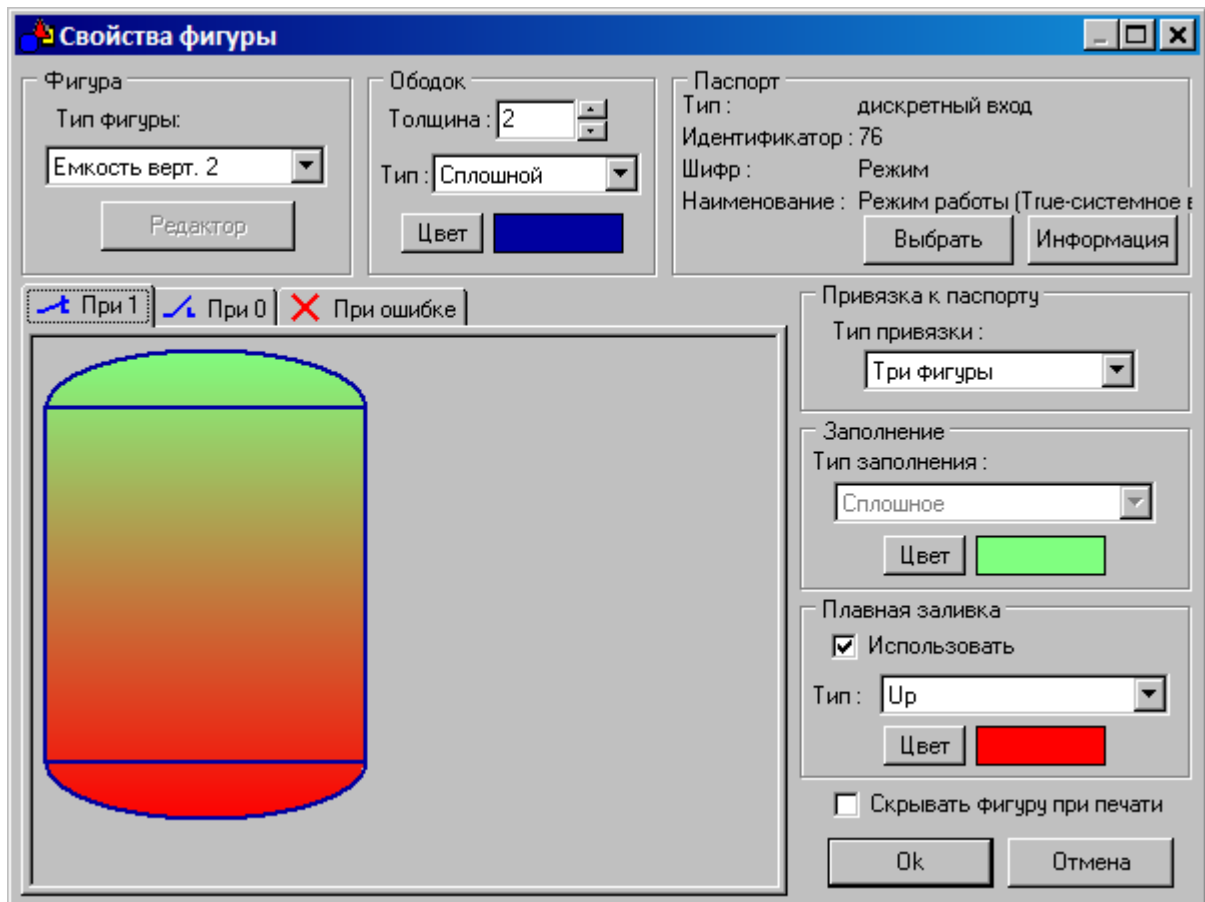 Свойства фигуры
Фигура
Тип фигуры:
Емкость верт. 2
Редактор
Ободок
Толщина : 2
Тип : Сплошной
Цвет
Паспорт
Тип : дискретный вход
Идентификатор : 76
Шифр : Режим
Наименование : Режим работы (True-системное в
Выбрать Информация
При 1 При 0 При ошибке
Привязка к паспорту
Тип привязки :
Три фигуры
Заполнение
Тип заполнения :
Сплошное
Цвет
Плавная заливка
Использовать
Тип : Up
Цвет
Скрывать фигуру при печати
Ok Отмена